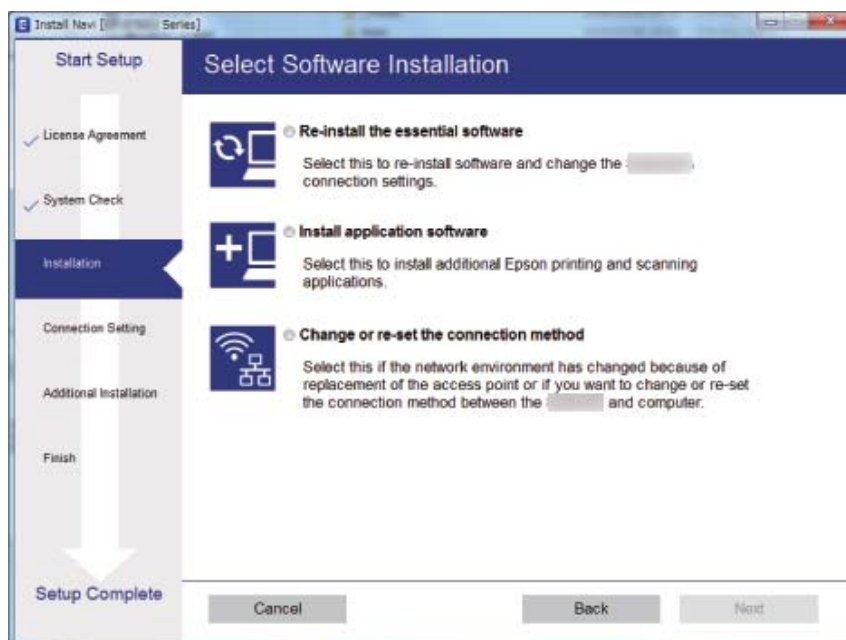 Install Navi [ Series]
Start Setup
License Agreement
System Check
Installation
Connection Setting
Additional Installation
Finish
Setup Complete
Select Software Installation
Re-install the essential software
Select this to re-install software and change the
connection settings.
Install application software
Select this to install additional Epson printing and scanning
applications.
Change or re-set the connection method
Select this if the network environment has changed because of
replacement of the access point or if you want to change or re-set
the connection method between the and computer.
Cancel
Back
Next